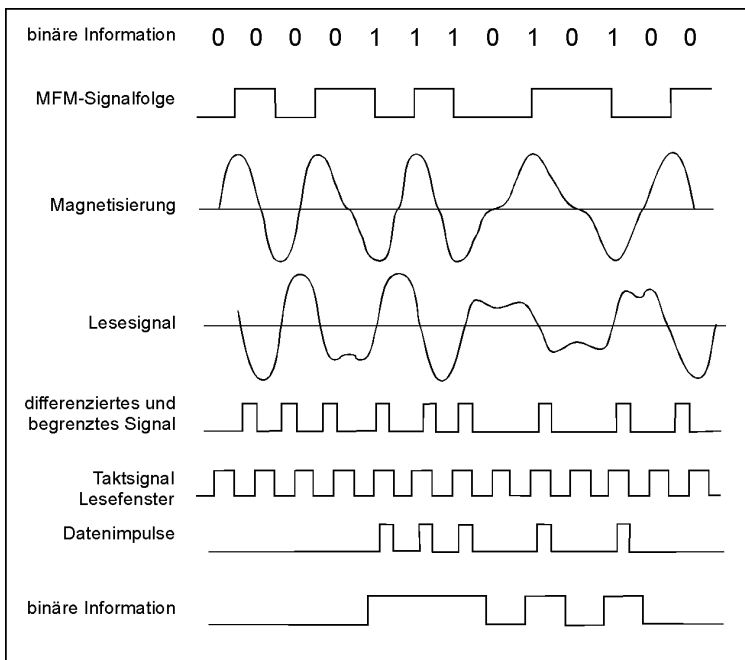 binäre Information 0 0 0 0 1 1 1 0 1 0 1 0 0
MFM-Signalfolge
Magnetisierung
Lesesignal
differenziertes und
begrenztes Signal
Taktsignal
Lesefenster
Datenimpulse
binäre Information